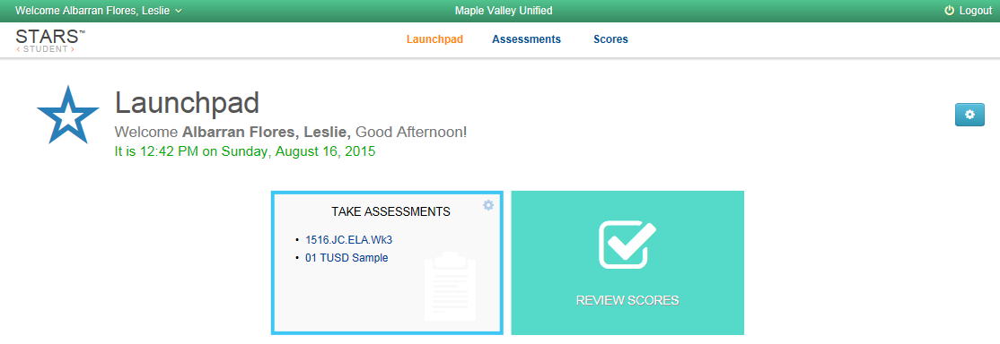 Welcome Albarran Flores, Leslie
Maple Valley Unified
Logout
STARS™
‹ STUDENT ›
Launchpad
Assessments
Scores
Launchpad
Welcome Albarran Flores, Leslie, Good Afternoon!
It is 12:42 PM on Sunday, August 16, 2015
TAKE ASSESSMENTS
• 1516.JC.ELA.Wk3
• 01 TUSD Sample
REVIEW SCORES